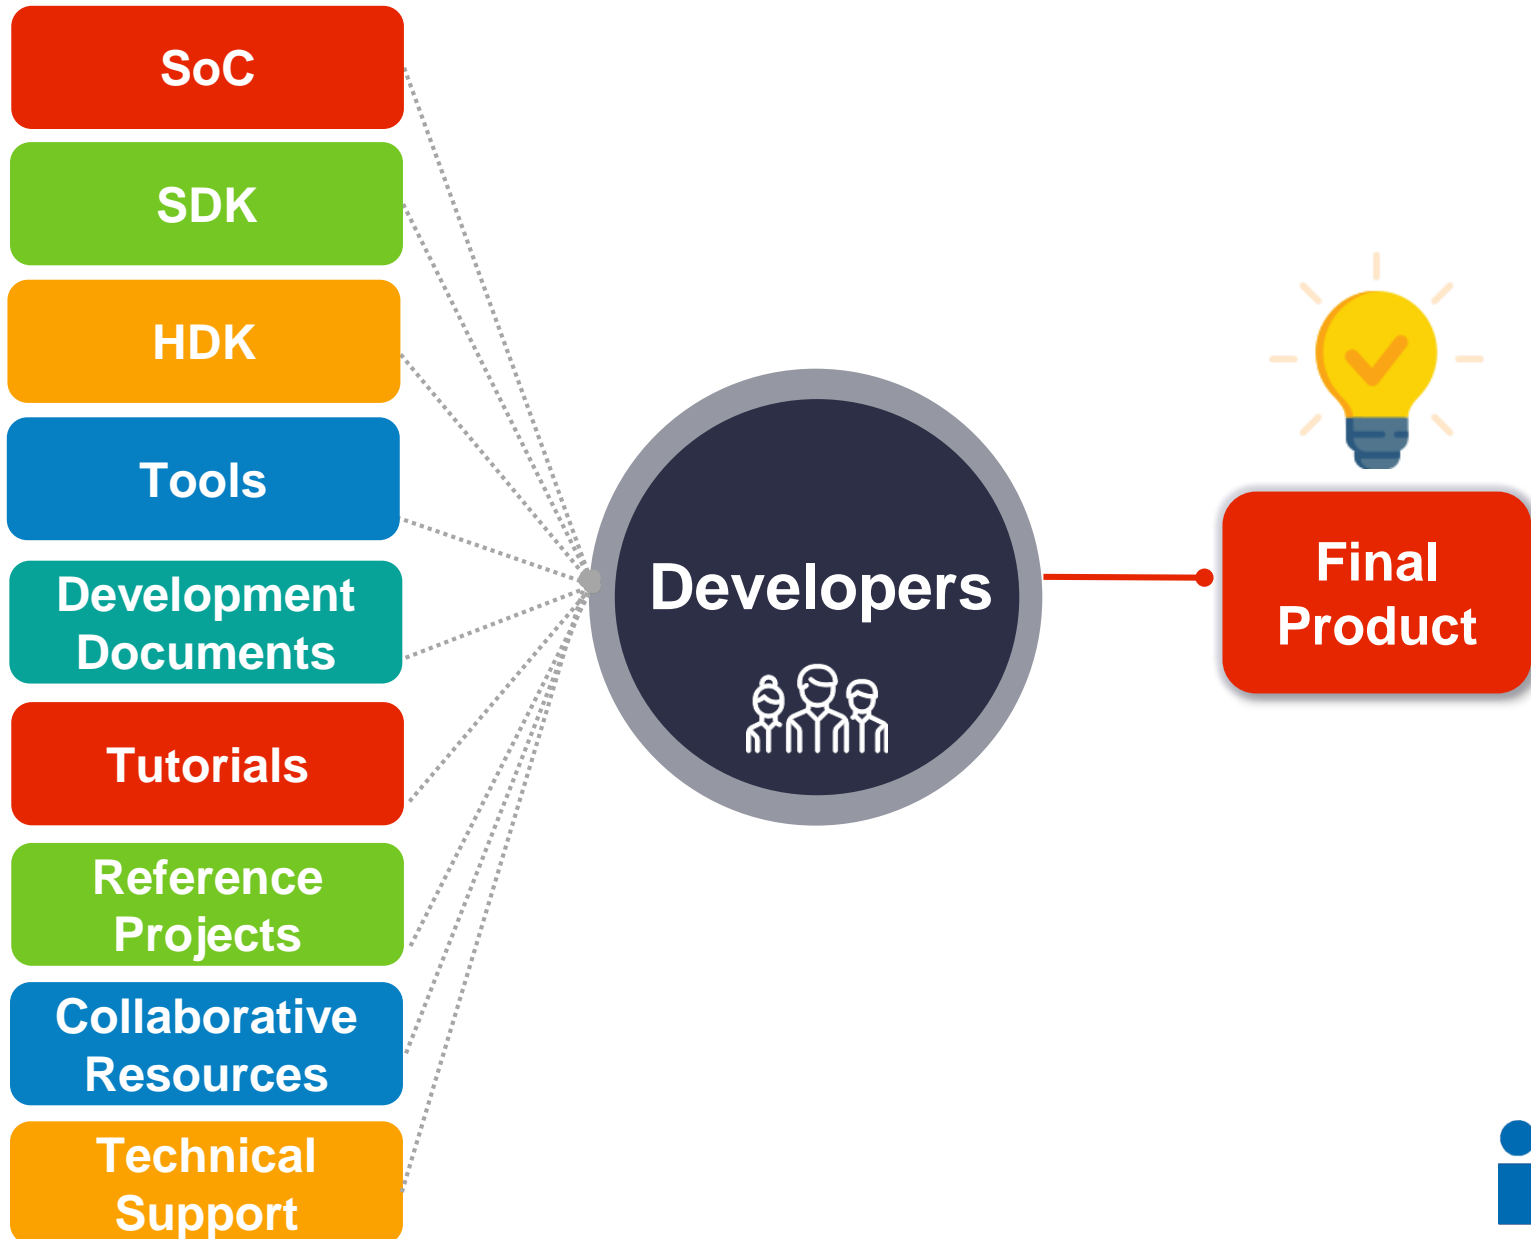 SoC
SDK
HDK
Tools
Development
Documents
Tutorials
Reference
Projects
Collaborative
Resources
Technical
Support
Developers
Final
Product